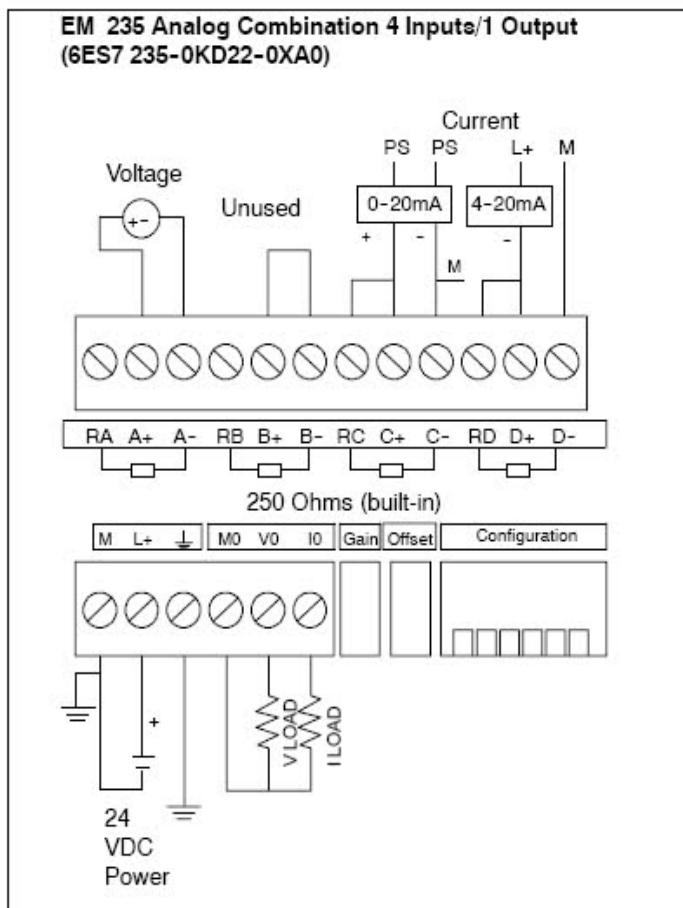 EM 235 Analog Combination 4 Inputs/1 Output
(6ES7 235-0KD22-0XA0)
Current
PS PS L+ M
Voltage
Unused
0-20mA 4-20mA
+-
+ - -
M
RA A+ A- RB B+ B- RC C+ C- RD D+ D-
250 Ohms (built-in)
M L+ M0 V0 I0 Gain Offset Configuration
+
V LOAD
I LOAD
24
VDC
Power